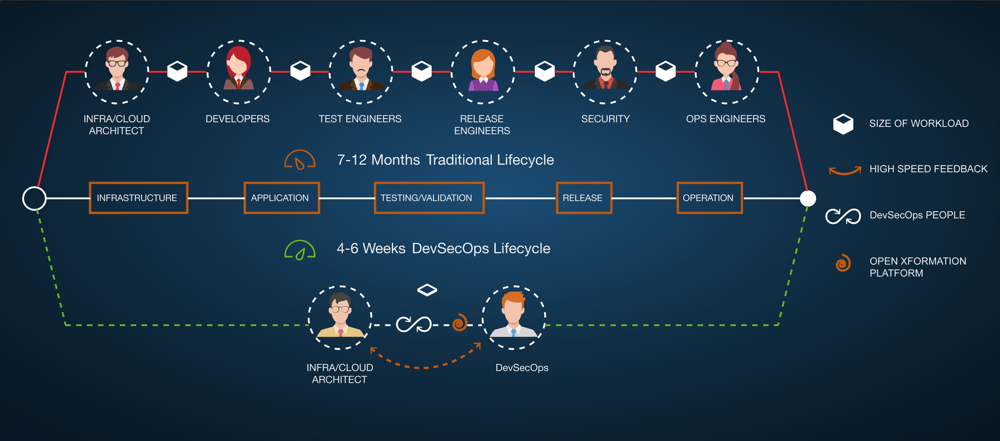 INFRA/CLOUD
ARCHITECT
DEVELOPERS
TEST ENGINEERS
RELEASE
ENGINEERS
SECURITY
OPS ENGINEERS
7-12 Months Traditional Lifecycle
INFRASTRUCTURE
APPLICATION
TESTING/VALIDATION
RELEASE
OPERATION
4-6 Weeks DevSecOps Lifecycle
INFRA/CLOUD
ARCHITECT
DevSecOps
SIZE OF WORKLOAD
HIGH SPEED FEEDBACK
DevSecOps PEOPLE
OPEN XFORMATION
PLATFORM